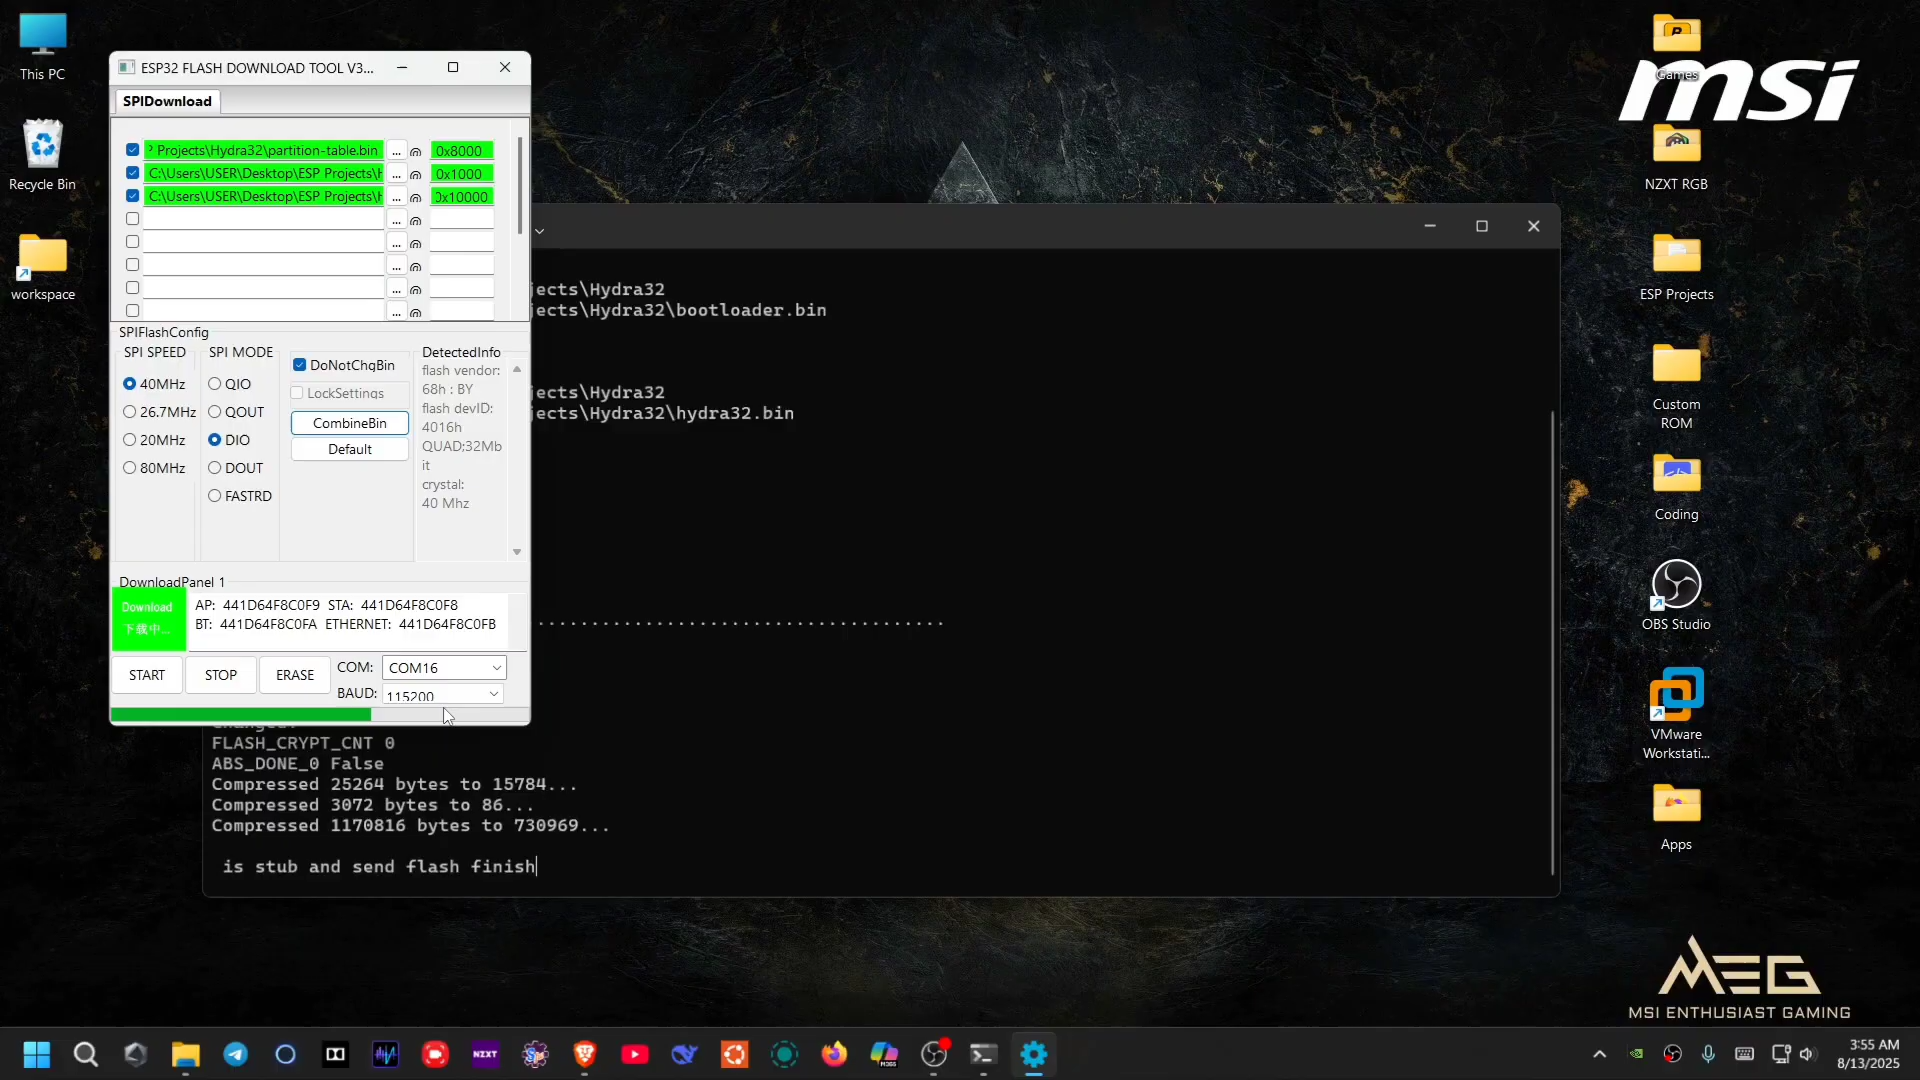 This PC
Recycle Bin
workspace
ESP32 FLASH DOWNLOAD TOOL V3...
SPIDownload
Projects\Hydra32\partition-table.bin ... @ 0x8000
C:\Users\USER\Desktop\ESP Projects\H ... @ 0x1000
C:\Users\USER\Desktop\ESP Projects\H ... @ 0x10000
... @
... @
... @
... @
... @
SPIFlashConfig
SPI SPEED
40MHz
26.7MHz
20MHz
80MHz
SPI MODE
QIO
QOUT
DIO
DOUT
FASTRD
DoNotChgBin
LockSettings
CombineBin
Default
DetectedInfo
flash vendor:
68h : BY
flash devID:
4016h
QUAD;32Mb
it
crystal:
40 Mhz
DownloadPanel 1
Download
下载中...
AP: 441D64F8C0F9 STA: 441D64F8C0F8
BT: 441D64F8C0FA ETHERNET: 441D64F8C0FB
START
STOP
ERASE
COM: COM16
BAUD: 115200
jects\Hydra32
jects\Hydra32\bootloader.bin
jects\Hydra32
jects\Hydra32\hydra32.bin
......................................
FLASH_CRYPT_CNT 0
ABS_DONE_0 False
Compressed 25264 bytes to 15784...
Compressed 3072 bytes to 86...
Compressed 1170816 bytes to 730969...
is stub and send flash finish
Games
msi
NZXT RGB
ESP Projects
Custom
ROM
Coding
OBS Studio
VMware
Workstati...
Apps
MEG
MSI ENTHUSIAST GAMING
NZXT
M365
3:55 AM
8/13/2025